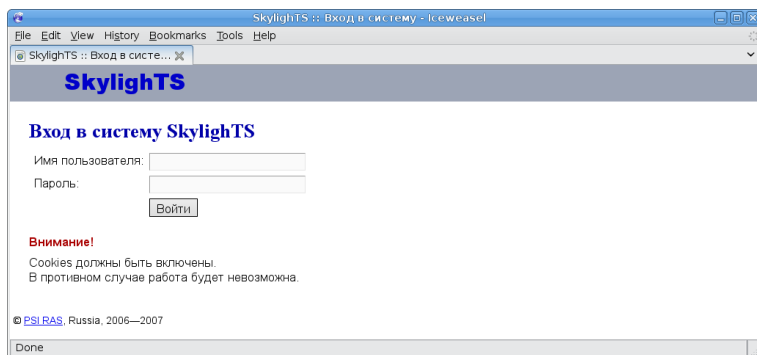 SkylighTS :: Вход в систему - Iceweasel
File Edit View History Bookmarks Tools Help
SkylighTS :: Вход в систе...
SkylighTS
Вход в систему SkylighTS
Имя пользователя:
Пароль:
Войти
Внимание!
Cookies должны быть включены.
В противном случае работа будет невозможна.
© PSI RAS, Russia, 2006—2007
Done